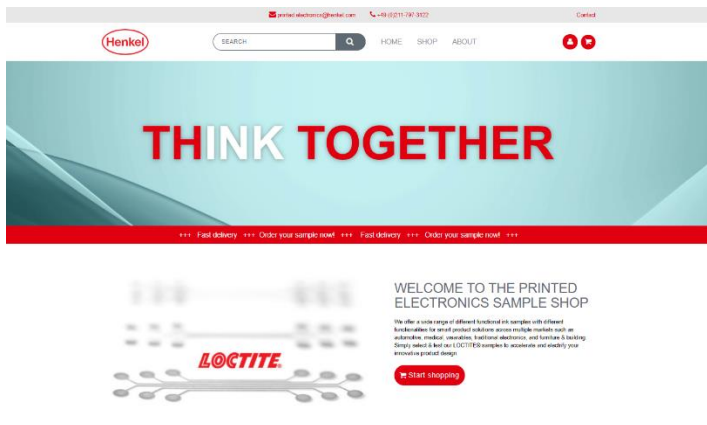 printed.electronics@henkel.com +49 (0)211-797-3122 Contact
Henkel SEARCH HOME SHOP ABOUT
THINK TOGETHER
+++ Fast delivery +++ Order your sample now! +++ Fast delivery +++ Order your sample now! +++
WELCOME TO THE PRINTED
ELECTRONICS SAMPLE SHOP
We offer a wide range of different functional ink samples with different
functionalities for smart product solutions across multiple markets such as
automotive, medical, wearables, traditional electronics, and furniture & building.
Simply select & test our LOCTITE® samples to accelerate and electrify your
innovative product design.
LOCTITE.
Start shopping